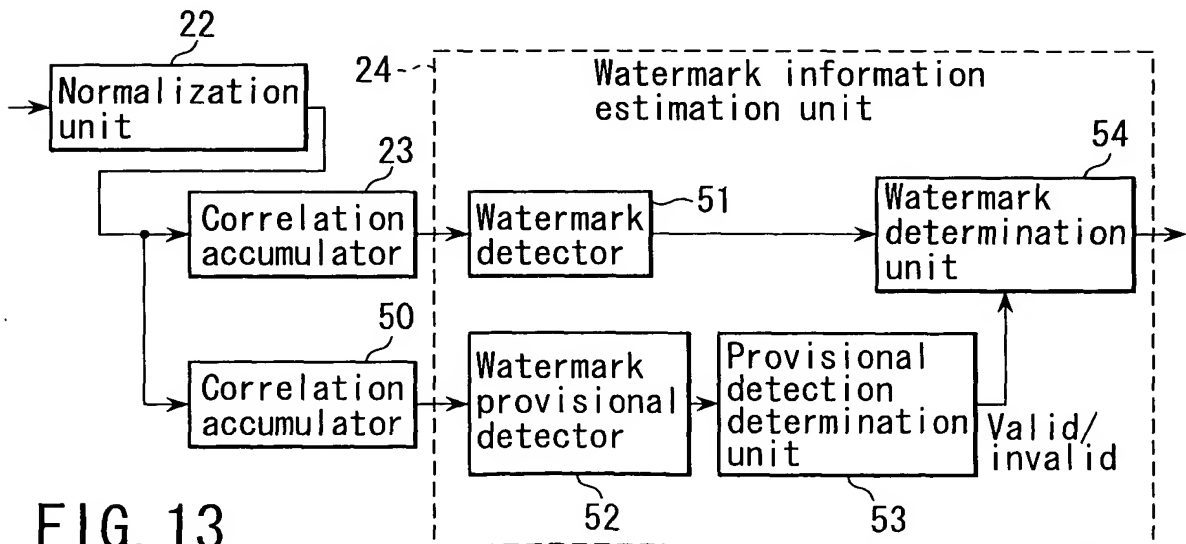 22
Normalization
unit
24
Watermark information
estimation unit
23
Correlation
accumulator
51
Watermark
detector
54
Watermark
determination
unit
50
Correlation
accumulator
Watermark
provisional
detector
52
Provisional
detection
determination
unit
53
Valid/
invalid
FIG. 13